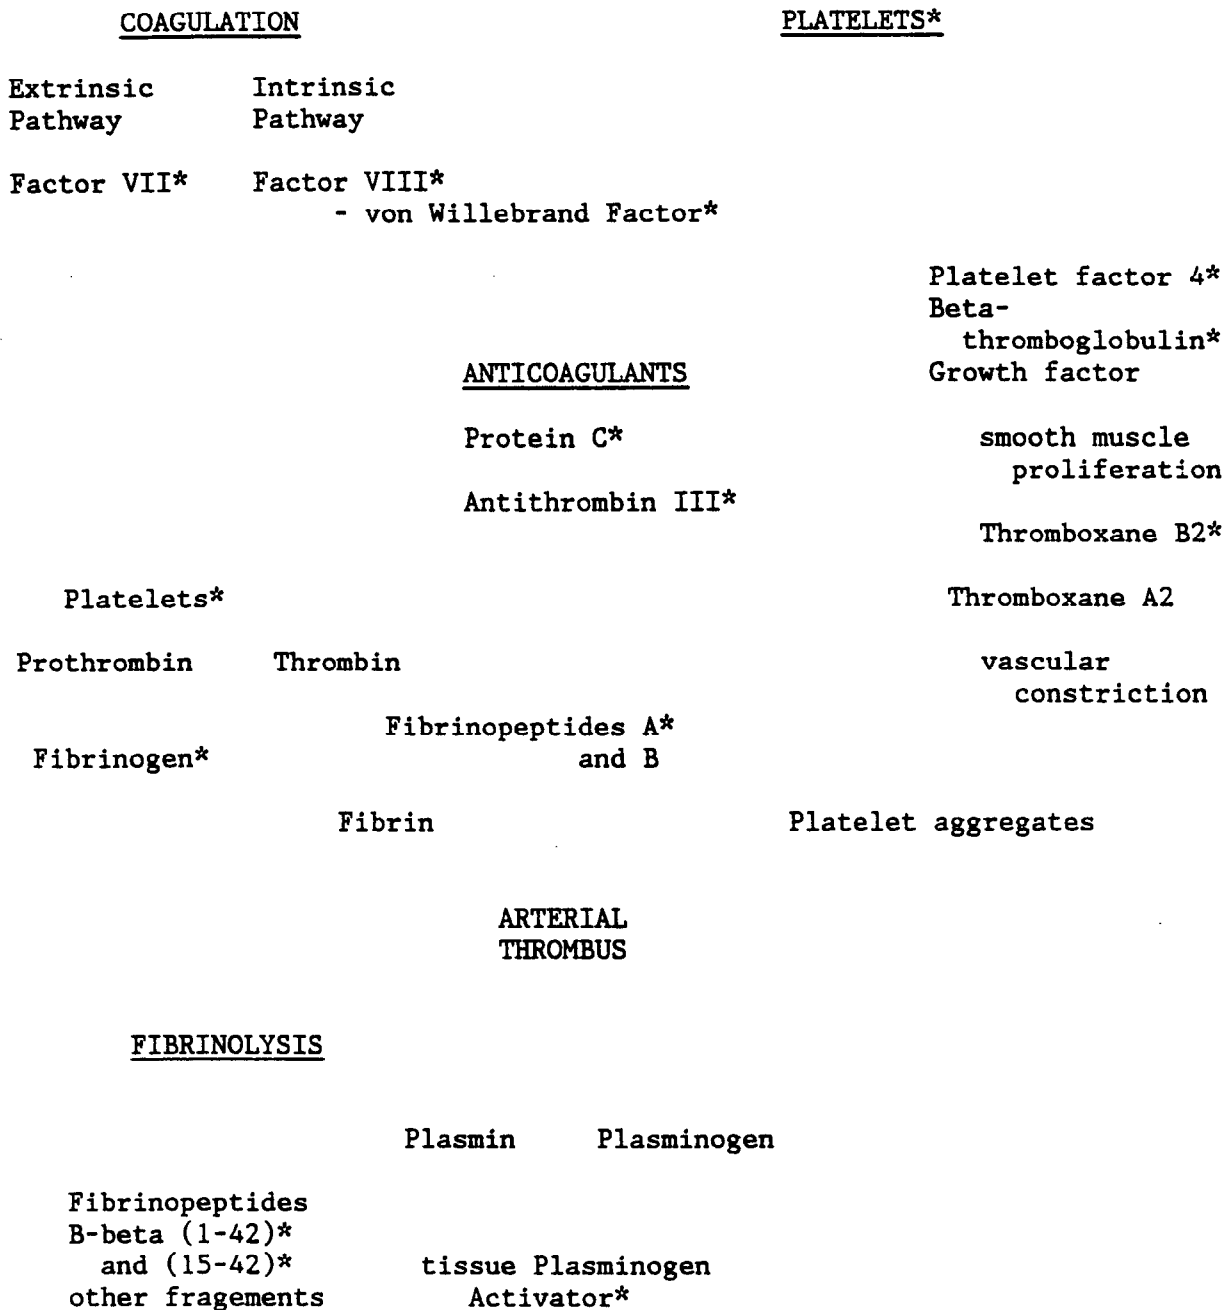 COAGULATION PLATELETS*
Extrinsic Intrinsic
Pathway Pathway
Factor VII* Factor VIII*
- von Willebrand Factor*
Platelet factor 4*
Beta-
thromboglobulin*
ANTICOAGULANTS Growth factor
Protein C* smooth muscle
proliferation
Antithrombin III*
Thromboxane B2*
Platelets* Thromboxane A2
Prothrombin Thrombin vascular
constriction
Fibrinopeptides A*
Fibrinogen* and B
Fibrin Platelet aggregates
ARTERIAL
THROMBUS
FIBRINOLYSIS
Plasmin Plasminogen
Fibrinopeptides
B-beta (1-42)*
and (15-42)* tissue Plasminogen
other fragements Activator*